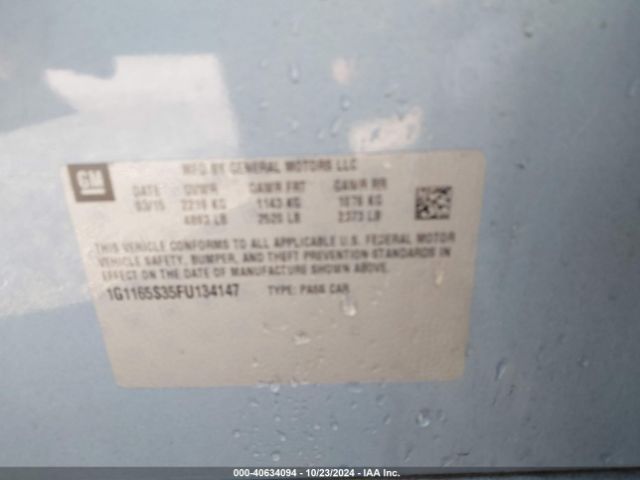 GM
MFD BY GENERAL MOTORS LLC
DATE GVWR GAWR FRT GAWR RR
03/15 2219 KG 1143 KG 1076 KG
4893 LB 2520 LB 2373 LB
THIS VEHICLE CONFORMS TO ALL APPLICABLE U.S. FEDERAL MOTOR
VEHICLE SAFETY, BUMPER, AND THEFT PREVENTION STANDARDS IN
EFFECT ON THE DATE OF MANUFACTURE SHOWN ABOVE.
1G1165S35FU134147 TYPE: PASS CAR
000-40634094 - 10/23/2024 - IAA Inc.